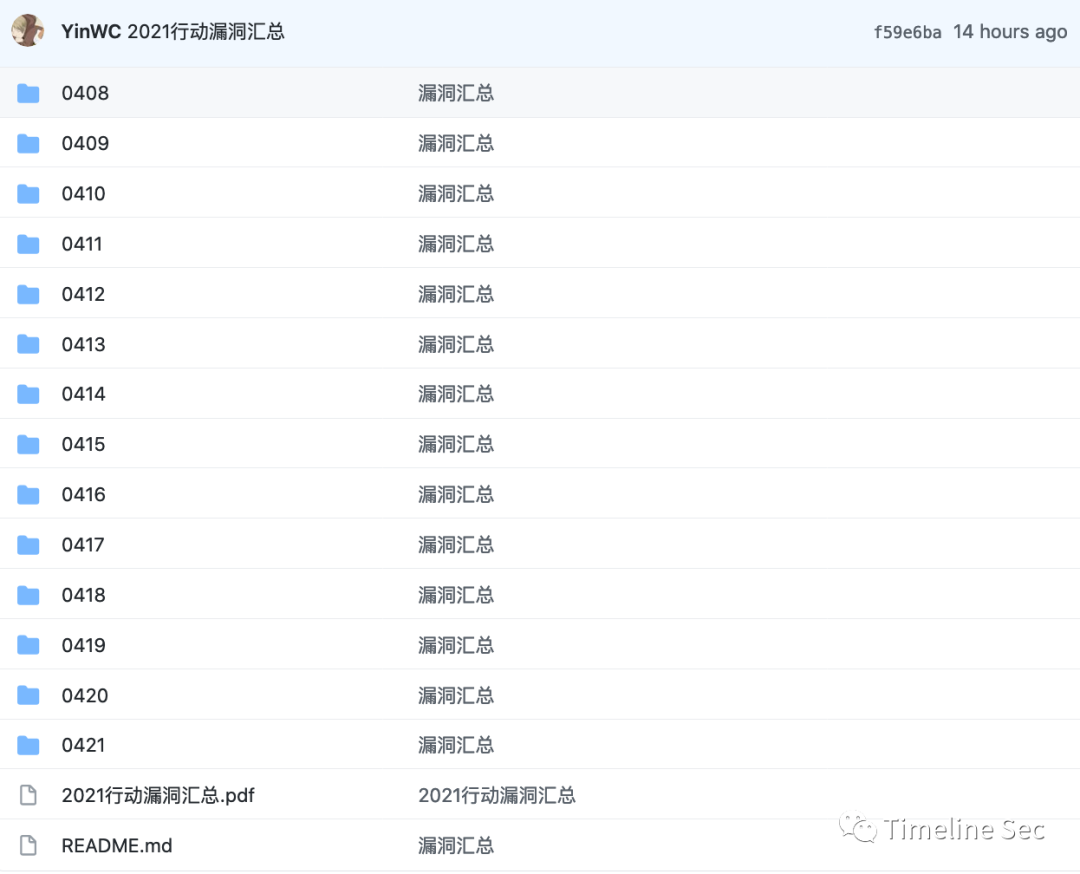 YinWC 2021行动漏洞汇总 f59e6ba 14 hours ago
0408 漏洞汇总
0409 漏洞汇总
0410 漏洞汇总
0411 漏洞汇总
0412 漏洞汇总
0413 漏洞汇总
0414 漏洞汇总
0415 漏洞汇总
0416 漏洞汇总
0417 漏洞汇总
0418 漏洞汇总
0419 漏洞汇总
0420 漏洞汇总
0421 漏洞汇总
2021行动漏洞汇总.pdf 2021行动漏洞汇总
README.md 漏洞汇总
Timeline Sec